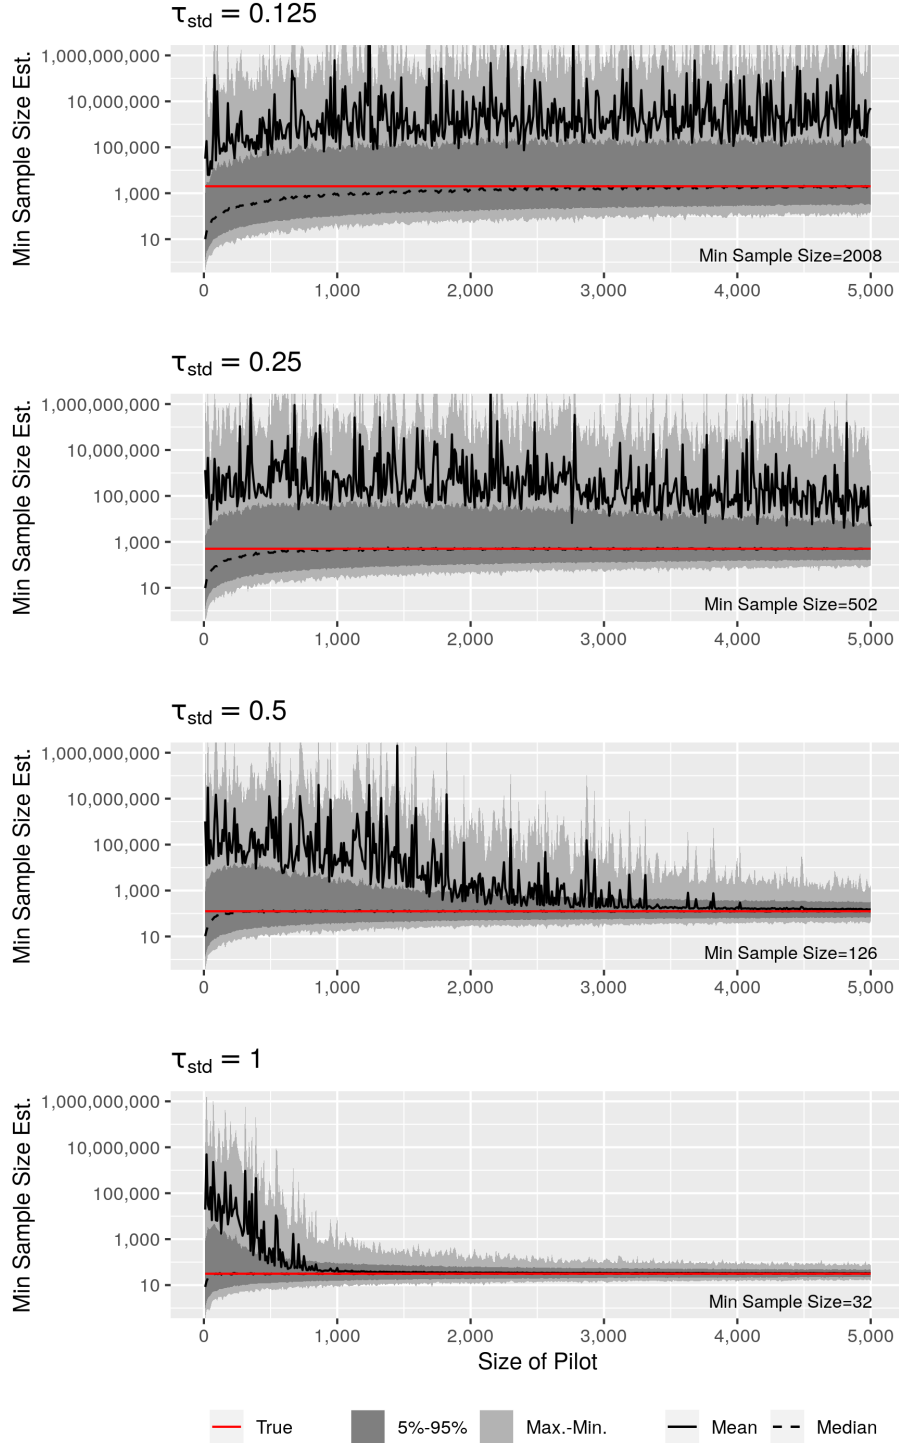 τstd = 0.125
Min Sample Size Est.
1,000,000,000
10,000,000
100,000
1,000
10
Min Sample Size=2008
0 1,000 2,000 3,000 4,000 5,000
τstd = 0.25
Min Sample Size Est.
1,000,000,000
10,000,000
100,000
1,000
10
Min Sample Size=502
0 1,000 2,000 3,000 4,000 5,000
τstd = 0.5
Min Sample Size Est.
1,000,000,000
10,000,000
100,000
1,000
10
Min Sample Size=126
0 1,000 2,000 3,000 4,000 5,000
τstd = 1
Min Sample Size Est.
1,000,000,000
10,000,000
100,000
1,000
10
Min Sample Size=32
0 1,000 2,000 3,000 4,000 5,000
Size of Pilot
True 5%-95% Max.-Min. Mean Median